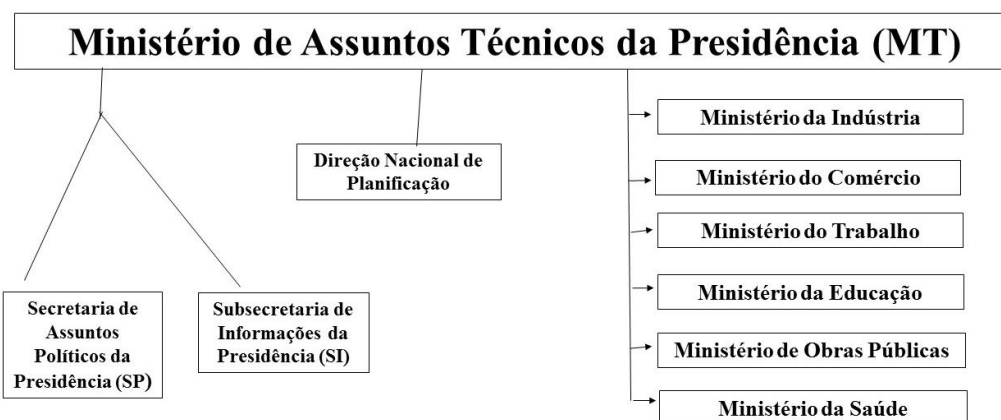 Ministério de Assuntos Técnicos da Presidência (MT)
Direção Nacional de
Planificação
Secretaria de
Assuntos
Políticos da
Presidência (SP)
Subsecretaria de
Informações da
Presidência (SI)
Ministério da Indústria
Ministério do Comércio
Ministério do Trabalho
Ministério da Educação
Ministério de Obras Públicas
Ministério da Saúde